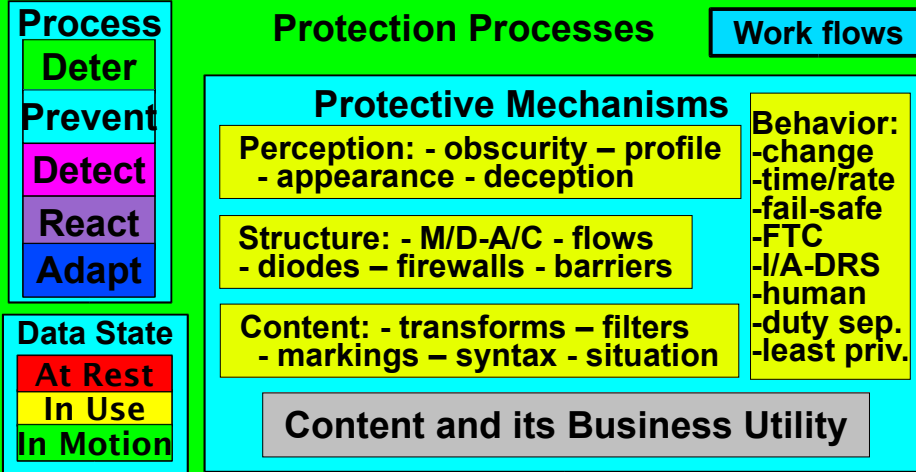 Process
Deter
Prevent
Detect
React
Adapt
Data State
At Rest
In Use
In Motion
Protection Processes
Work flows
Protective Mechanisms
Perception: - obscurity – profile
- appearance - deception
Structure: - M/D-A/C - flows
- diodes – firewalls - barriers
Content: - transforms – filters
- markings – syntax - situation
Behavior:
-change
-time/rate
-fail-safe
-FTC
-I/A-DRS
-human
-duty sep.
-least priv.
Content and its Business Utility